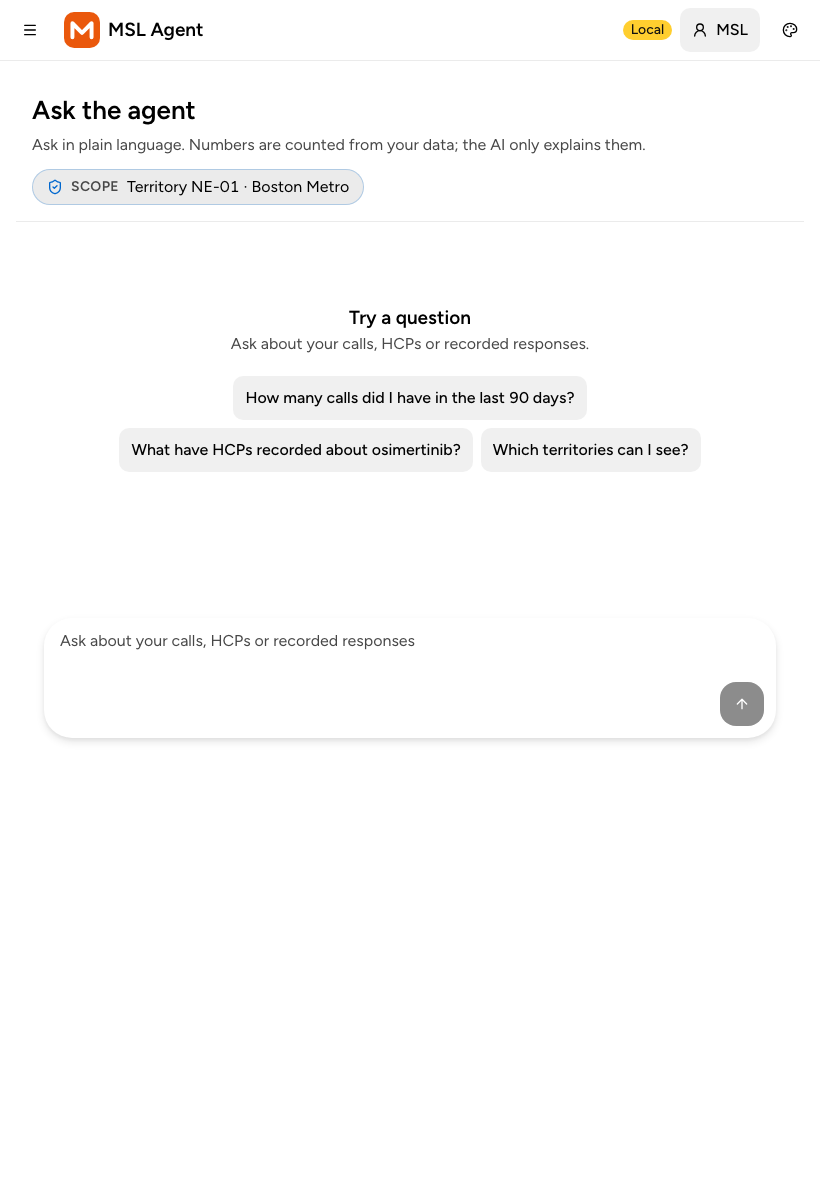 MSL Agent
Local
MSL
Ask the agent
Ask in plain language. Numbers are counted from your data; the AI only explains them.
SCOPE Territory NE-01 · Boston Metro
Try a question
Ask about your calls, HCPs or recorded responses.
How many calls did I have in the last 90 days?
What have HCPs recorded about osimertinib?
Which territories can I see?
Ask about your calls, HCPs or recorded responses